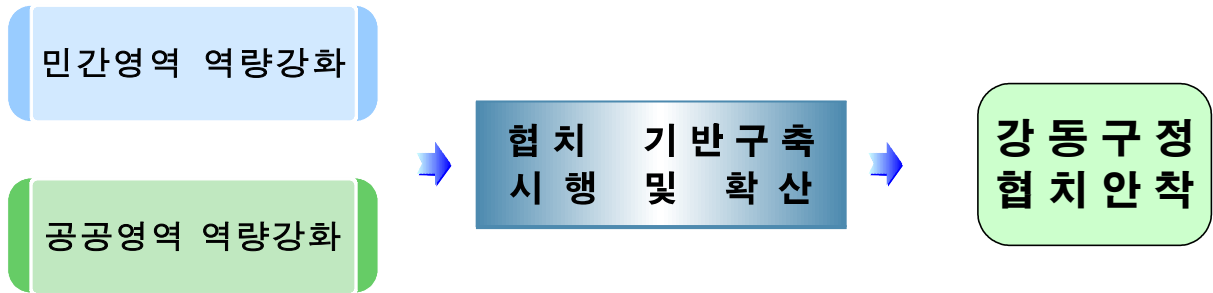 민간영역 역량강화
공공영역 역량강화
협치 기반구축
시행 및 확산
강동구정
협치안착